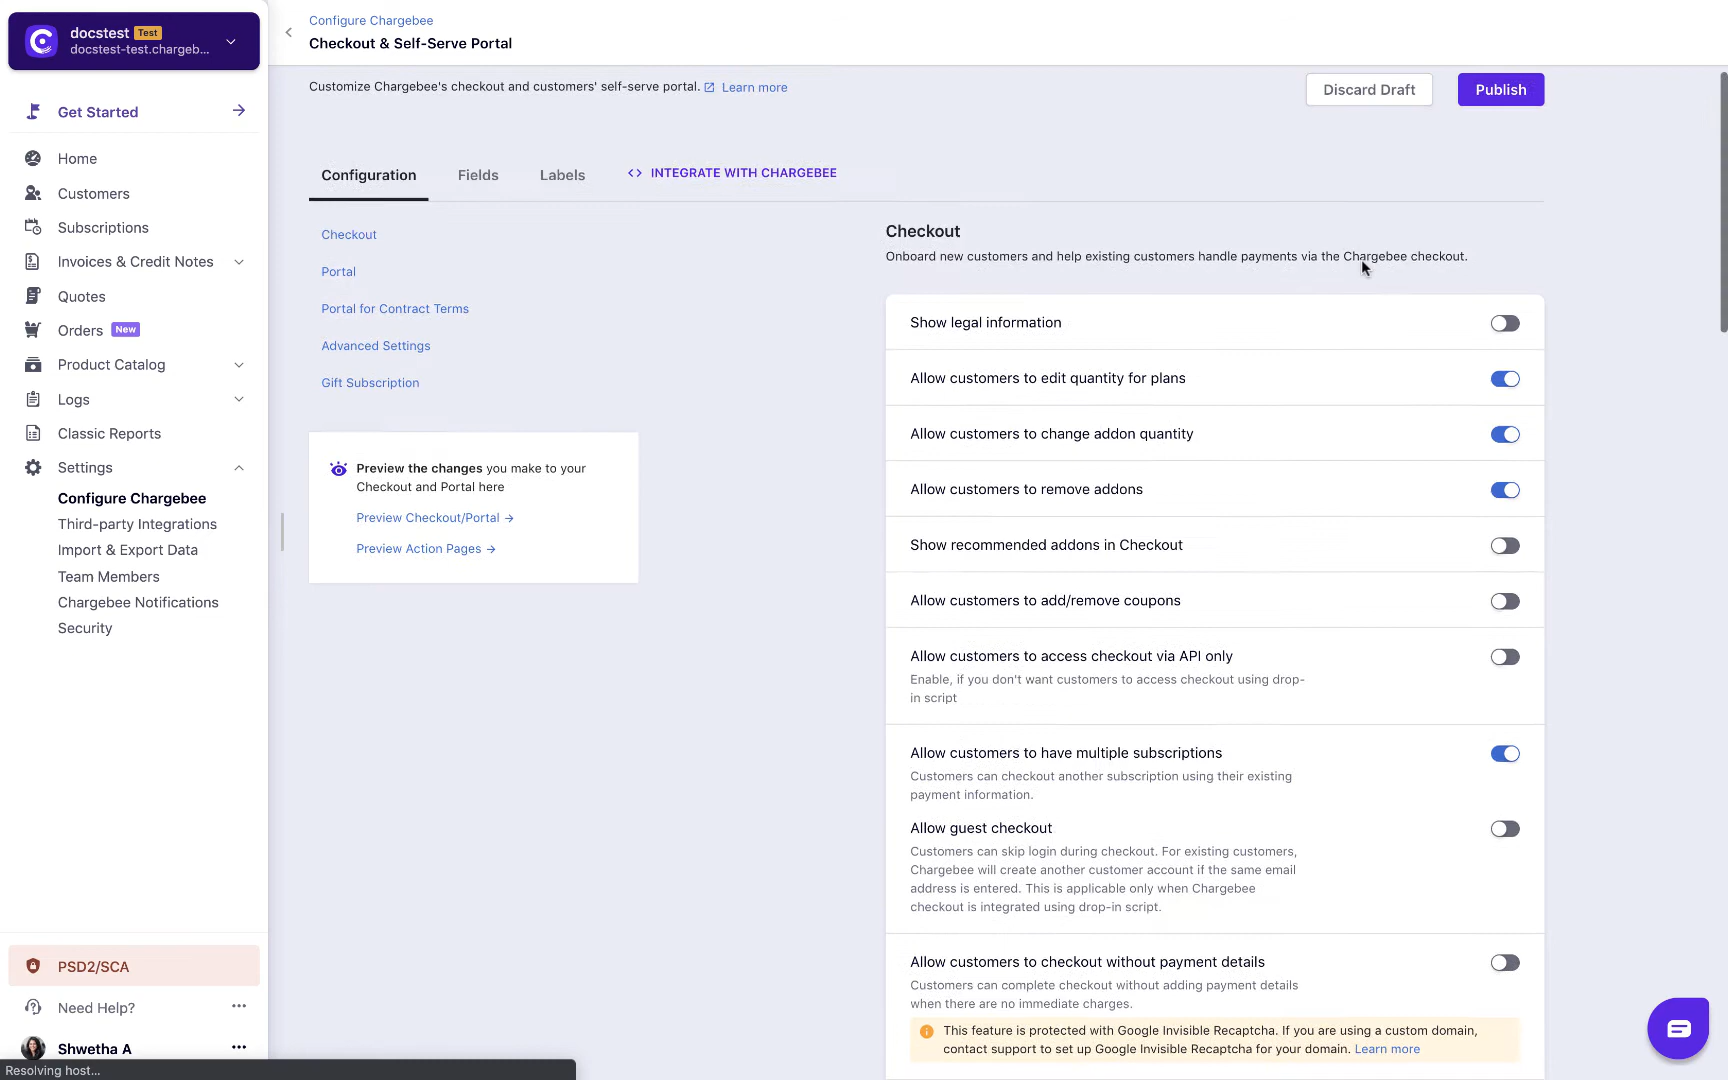 docstest Test
docstest-test.chargeb...
Get Started
Home
Customers
Subscriptions
Invoices & Credit Notes
Quotes
Orders New
Product Catalog
Logs
Classic Reports
Settings
Configure Chargebee
Third-party Integrations
Import & Export Data
Team Members
Chargebee Notifications
Security
PSD2/SCA
Need Help?
Shwetha A
Resolving host...
Configure Chargebee
Checkout & Self-Serve Portal
Customize Chargebee's checkout and customers' self-serve portal. Learn more
Discard Draft
Publish
Configuration
Fields
Labels
<> INTEGRATE WITH CHARGEBEE
Checkout
Portal
Portal for Contract Terms
Advanced Settings
Gift Subscription
Preview the changes you make to your
Checkout and Portal here
Preview Checkout/Portal →
Preview Action Pages →
Checkout
Onboard new customers and help existing customers handle payments via the Chargebee checkout.
Show legal information
Allow customers to edit quantity for plans
Allow customers to change addon quantity
Allow customers to remove addons
Show recommended addons in Checkout
Allow customers to add/remove coupons
Allow customers to access checkout via API only
Enable, if you don't want customers to access checkout using drop-
in script
Allow customers to have multiple subscriptions
Customers can checkout another subscription using their existing
payment information.
Allow guest checkout
Customers can skip login during checkout. For existing customers,
Chargebee will create another customer account if the same email
address is entered. This is applicable only when Chargebee
checkout is integrated using drop-in script.
Allow customers to checkout without payment details
Customers can complete checkout without adding payment details
when there are no immediate charges.
This feature is protected with Google Invisible Recaptcha. If you are using a custom domain,
contact support to set up Google Invisible Recaptcha for your domain. Learn more